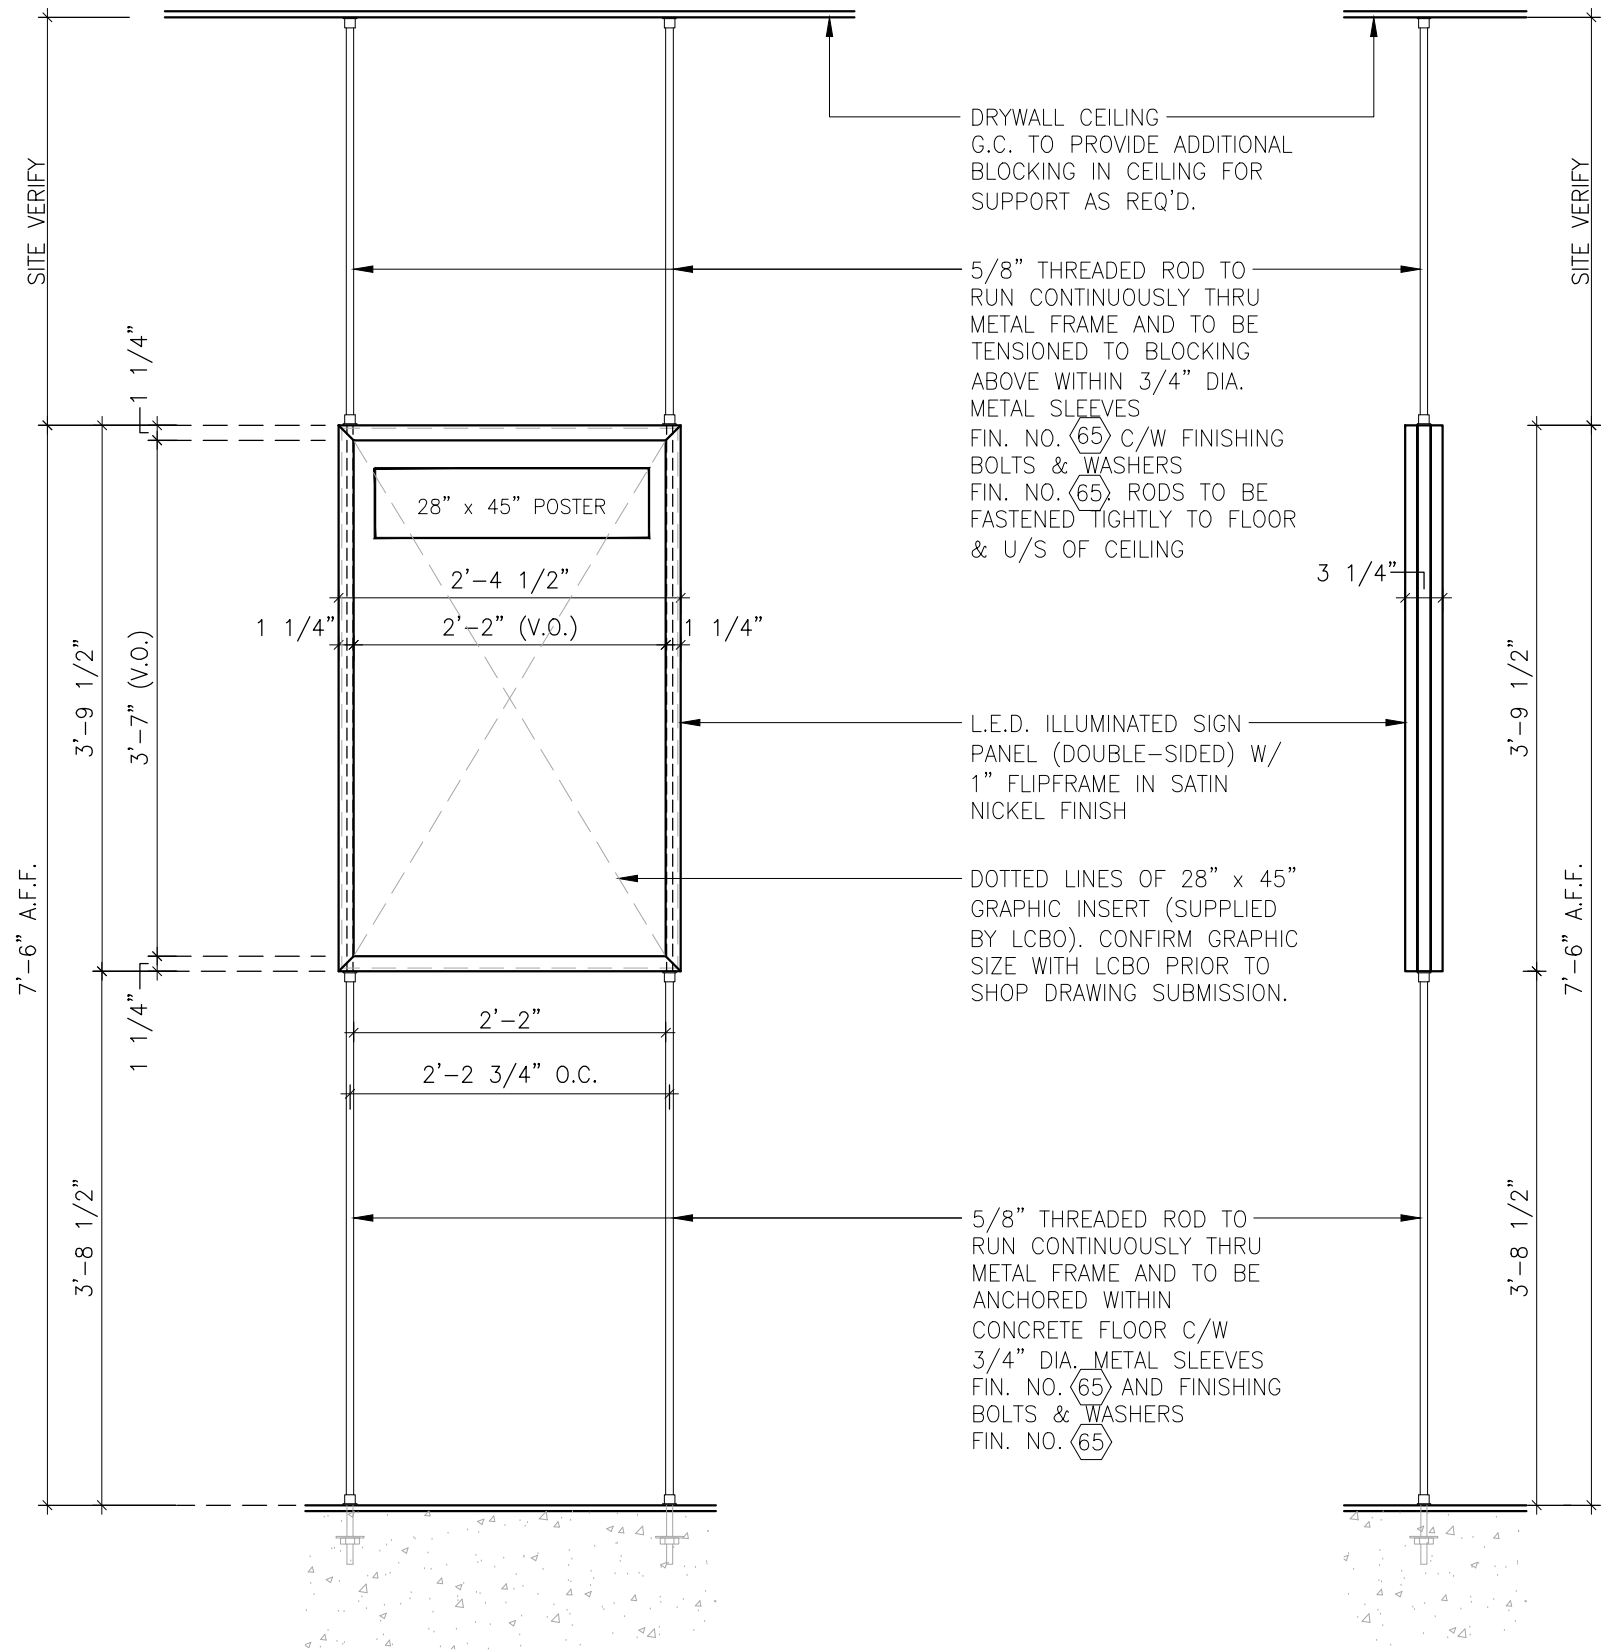 DRYWALL CEILING
G.C. TO PROVIDE ADDITIONAL
BLOCKING IN CEILING FOR
SUPPORT AS REQ'D.
SITE VERIFY
SITE VERIFY
5/8" THREADED ROD TO
RUN CONTINUOUSLY THRU
METAL FRAME AND TO BE
TENSIONED TO BLOCKING
ABOVE WITHIN 3/4" DIA.
METAL SLEEVES
FIN. NO. 65 C/W FINISHING
BOLTS & WASHERS
FIN. NO. 65. RODS TO BE
FASTENED TIGHTLY TO FLOOR
& U/S OF CEILING
1 1/4"
28" x 45" POSTER
2'-4 1/2"
1 1/4"
2'-2" (V.O.)
1 1/4"
3 1/4"
3'-9 1/2"
3'-7" (V.O.)
3'-9 1/2"
L.E.D. ILLUMINATED SIGN
PANEL (DOUBLE-SIDED) W/
1" FLIPFRAME IN SATIN
NICKEL FINISH
7'-6" A.F.F.
7'-6" A.F.F.
DOTTED LINES OF 28" x 45"
GRAPHIC INSERT (SUPPLIED
BY LCBO). CONFIRM GRAPHIC
SIZE WITH LCBO PRIOR TO
SHOP DRAWING SUBMISSION.
1 1/4"
2'-2"
2'-2 3/4" O.C.
3'-8 1/2"
3'-8 1/2"
5/8" THREADED ROD TO
RUN CONTINUOUSLY THRU
METAL FRAME AND TO BE
ANCHORED WITHIN
CONCRETE FLOOR C/W
3/4" DIA. METAL SLEEVES
FIN. NO. 65 AND FINISHING
BOLTS & WASHERS
FIN. NO. 65